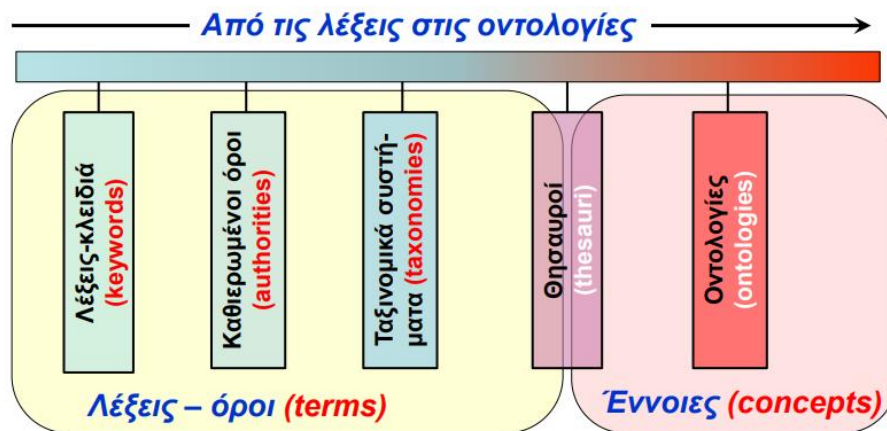 Από τις λέξεις στις οντολογίες
Λέξεις-κλειδιά
(keywords)
Καθιερωμένοι όροι
(authorities)
Ταξινομικά συστή-
ματα (taxonomies)
Θησαυροί
(thesauri)
Οντολογίες
(ontologies)
Λέξεις – όροι (terms)
Έννοιες (concepts)